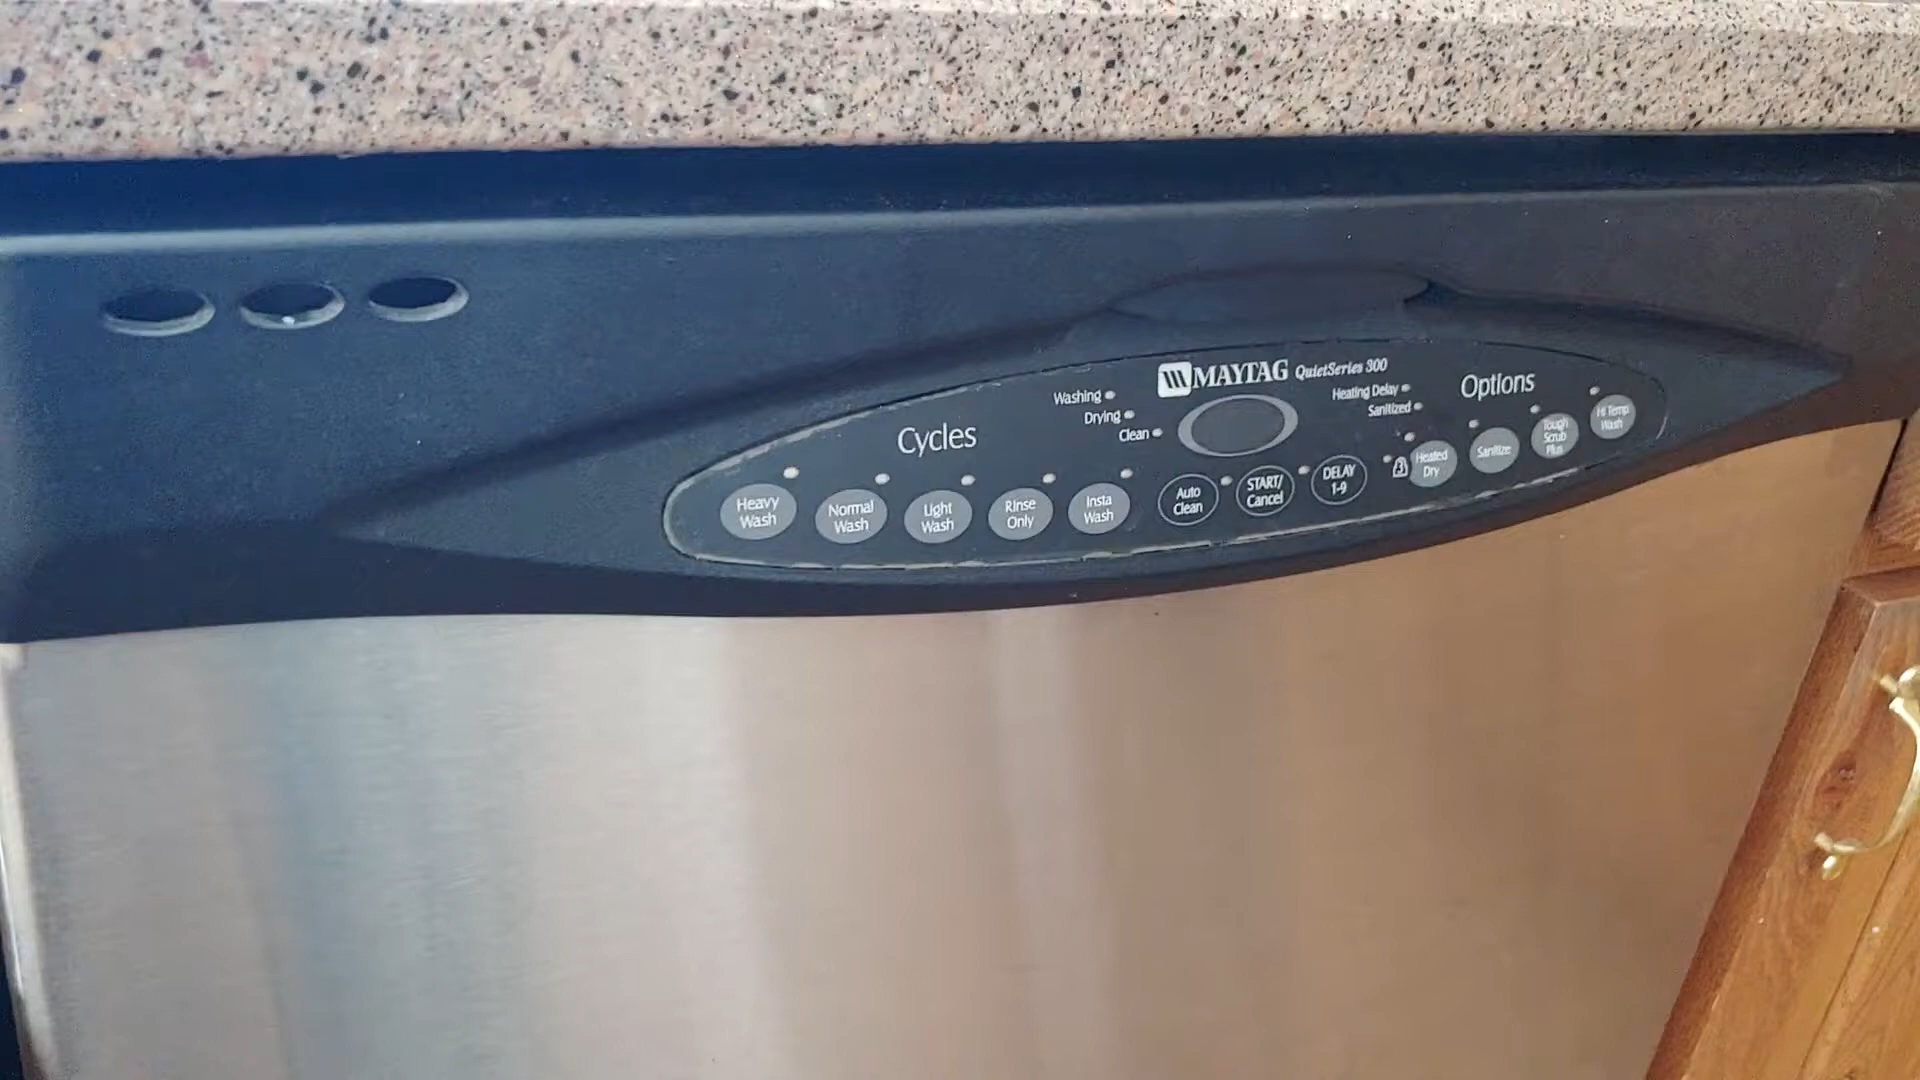 MAYTAG QuietSeries 300
Washing
Drying
Clean
Heating Delay
Sanitized
Cycles
Options
Heavy
Wash
Normal
Wash
Light
Wash
Rinse
Only
Insta
Wash
Auto
Clean
START/
Cancel
DELAY
1-9
Heated
Dry
Sanitize
Tough
Scrub
Plus
Hi Temp
Wash